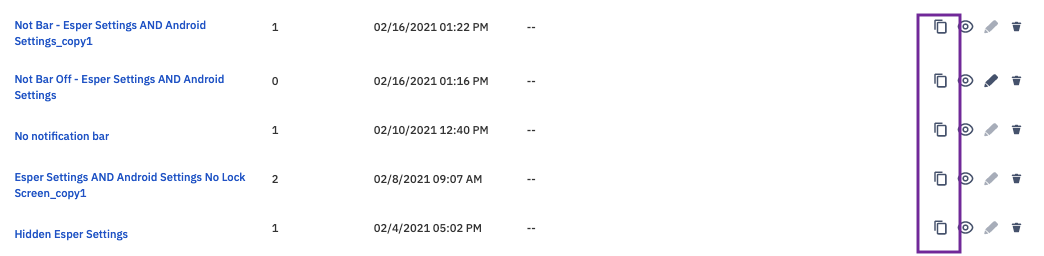 Not Bar - Esper Settings AND Android 1 02/16/2021 01:22 PM --
Settings_copy1
Not Bar Off - Esper Settings AND Android 0 02/16/2021 01:16 PM --
Settings
No notification bar 1 02/10/2021 12:40 PM --
Esper Settings AND Android Settings No Lock 2 02/8/2021 09:07 AM --
Screen_copy1
Hidden Esper Settings 1 02/4/2021 05:02 PM --